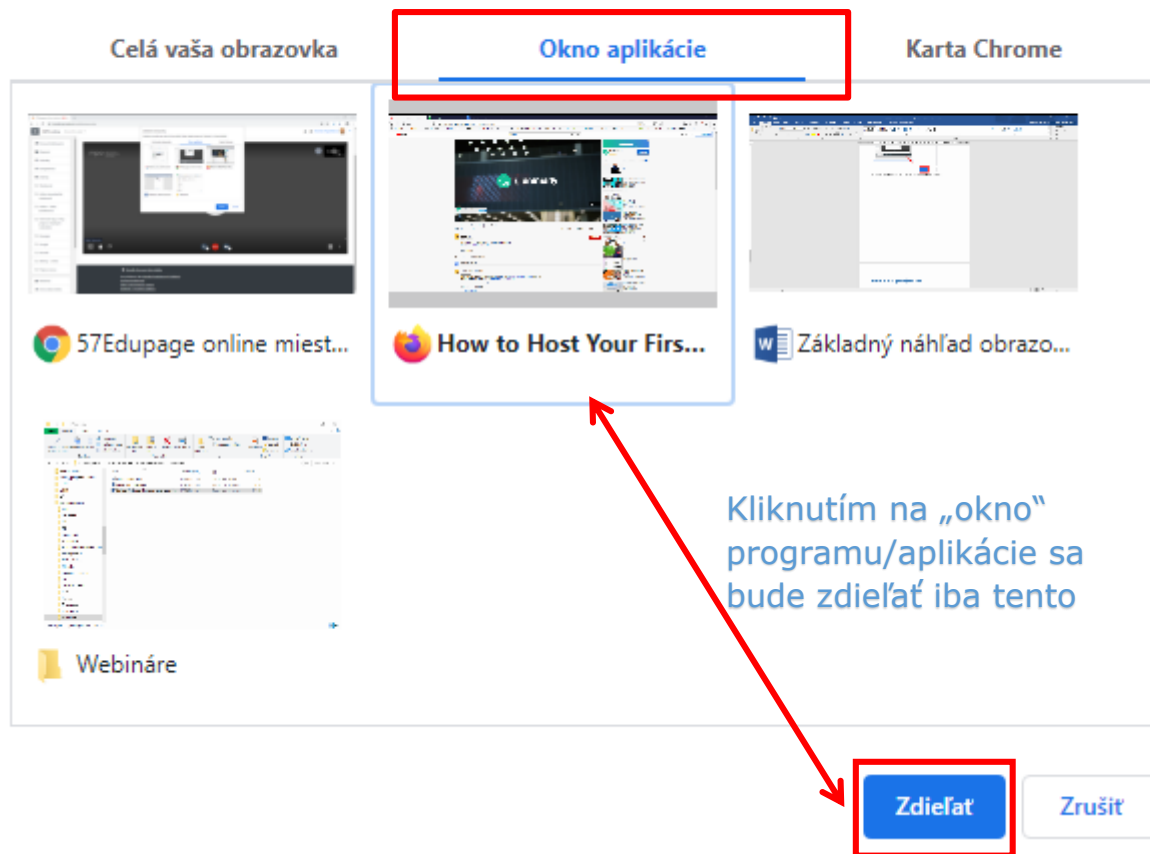 Celá vaša obrazovka
Okno aplikácie
Karta Chrome
57Edupage online miest...
How to Host Your Firs...
Základný náhľad obrazo...
Kliknutím na „okno“
programu/aplikácie sa
bude zdieľať iba tento
Webináre
Zdieľať
Zrušiť